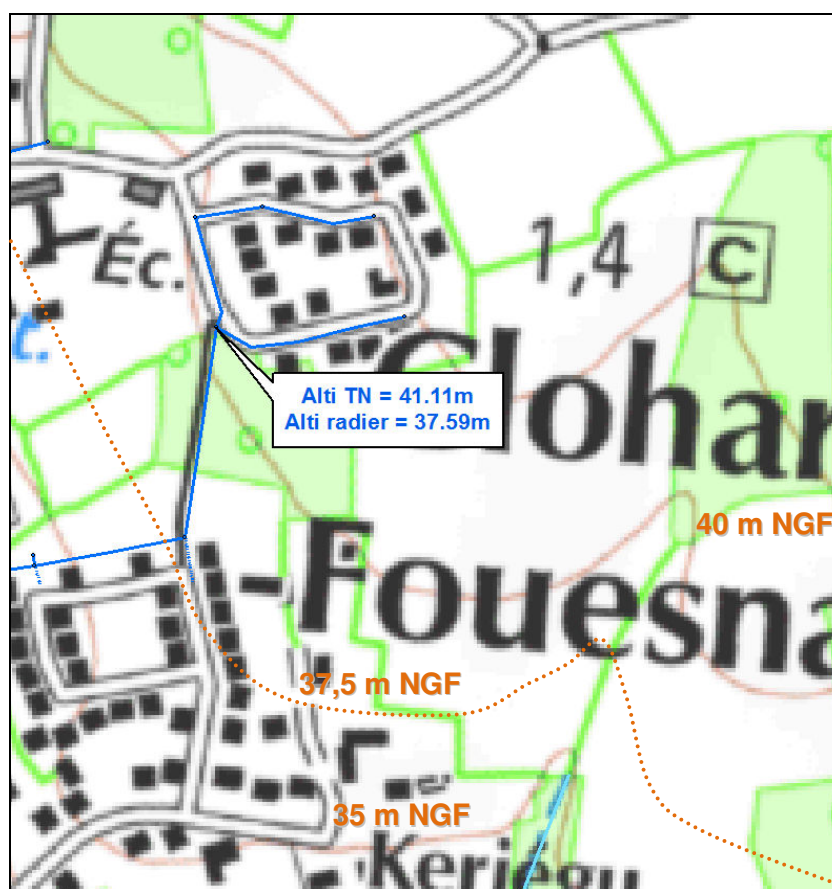 Éc.
1,4
C
t.
Alti TN = 41.11m
Alti radier = 37.59m
Clohar
40 m NGF
-Fouesna
37,5 m NGF
35 m NGF
Kerjégu